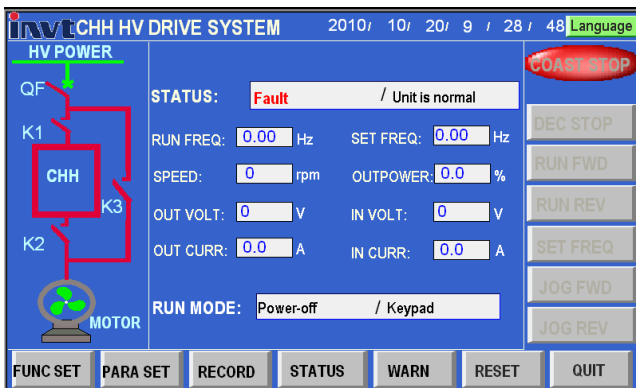 invt CHH HV DRIVE SYSTEM 2010/ 10/ 20/ 9 / 28 / 48 Language
HV POWER
COAST STOP
QF
STATUS: Fault / Unit is normal
K1
RUN FREQ: 0.00 Hz SET FREQ: 0.00 Hz
DEC STOP
CHH
SPEED: 0 rpm OUTPOWER: 0.0 %
RUN FWD
K3
OUT VOLT: 0 V IN VOLT: 0 V
RUN REV
K2
OUT CURR: 0.0 A IN CURR: 0.0 A
SET FREQ
JOG FWD
MOTOR
RUN MODE: Power-off / Keypad
JOG REV
FUNC SET PARA SET RECORD STATUS WARN RESET QUIT